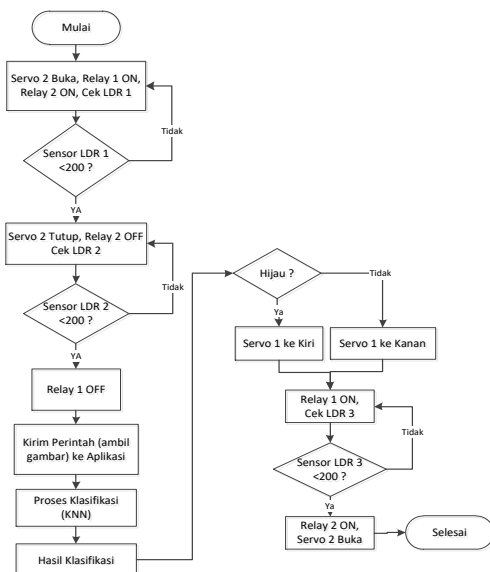 Mulai
Servo 2 Buka, Relay 1 ON,
Relay 2 ON, Cek LDR 1
Tidak
Sensor LDR 1
<200 ?
YA
Servo 2 Tutup, Relay 2 OFF
Cek LDR 2
Tidak
Sensor LDR 2
<200 ?
YA
Relay 1 OFF
Kirim Perintah (ambil
gambar) ke Aplikasi
Proses Klasifikasi
(KNN)
Hasil Klasifikasi
Hijau ?
Tidak
Ya
Servo 1 ke Kiri
Servo 1 ke Kanan
Relay 1 ON,
Cek LDR 3
Tidak
Sensor LDR 3
<200 ?
Ya
Relay 2 ON,
Servo 2 Buka
Selesai